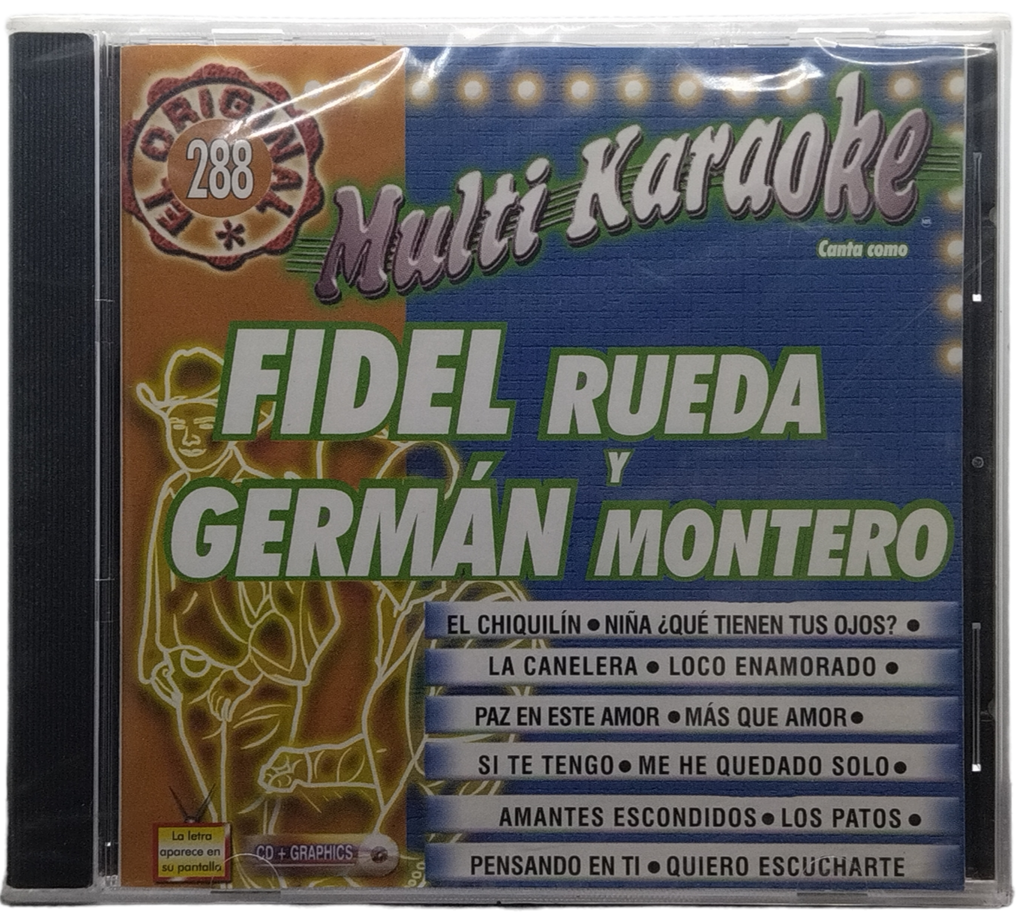 EL ORIGINAL *
288
Multi Karaoke
Canta como
FIDEL RUEDA
Y
GERMÁN MONTERO
EL CHIQUILÍN • NIÑA ¿QUÉ TIENEN TUS OJOS? •
LA CANELERA • LOCO ENAMORADO •
PAZ EN ESTE AMOR • MÁS QUE AMOR •
SI TE TENGO • ME HE QUEDADO SOLO •
AMANTES ESCONDIDOS • LOS PATOS •
PENSANDO EN TI • QUIERO ESCUCHARTE
La letra
aparece en
su pantalla
CD + GRAPHICS